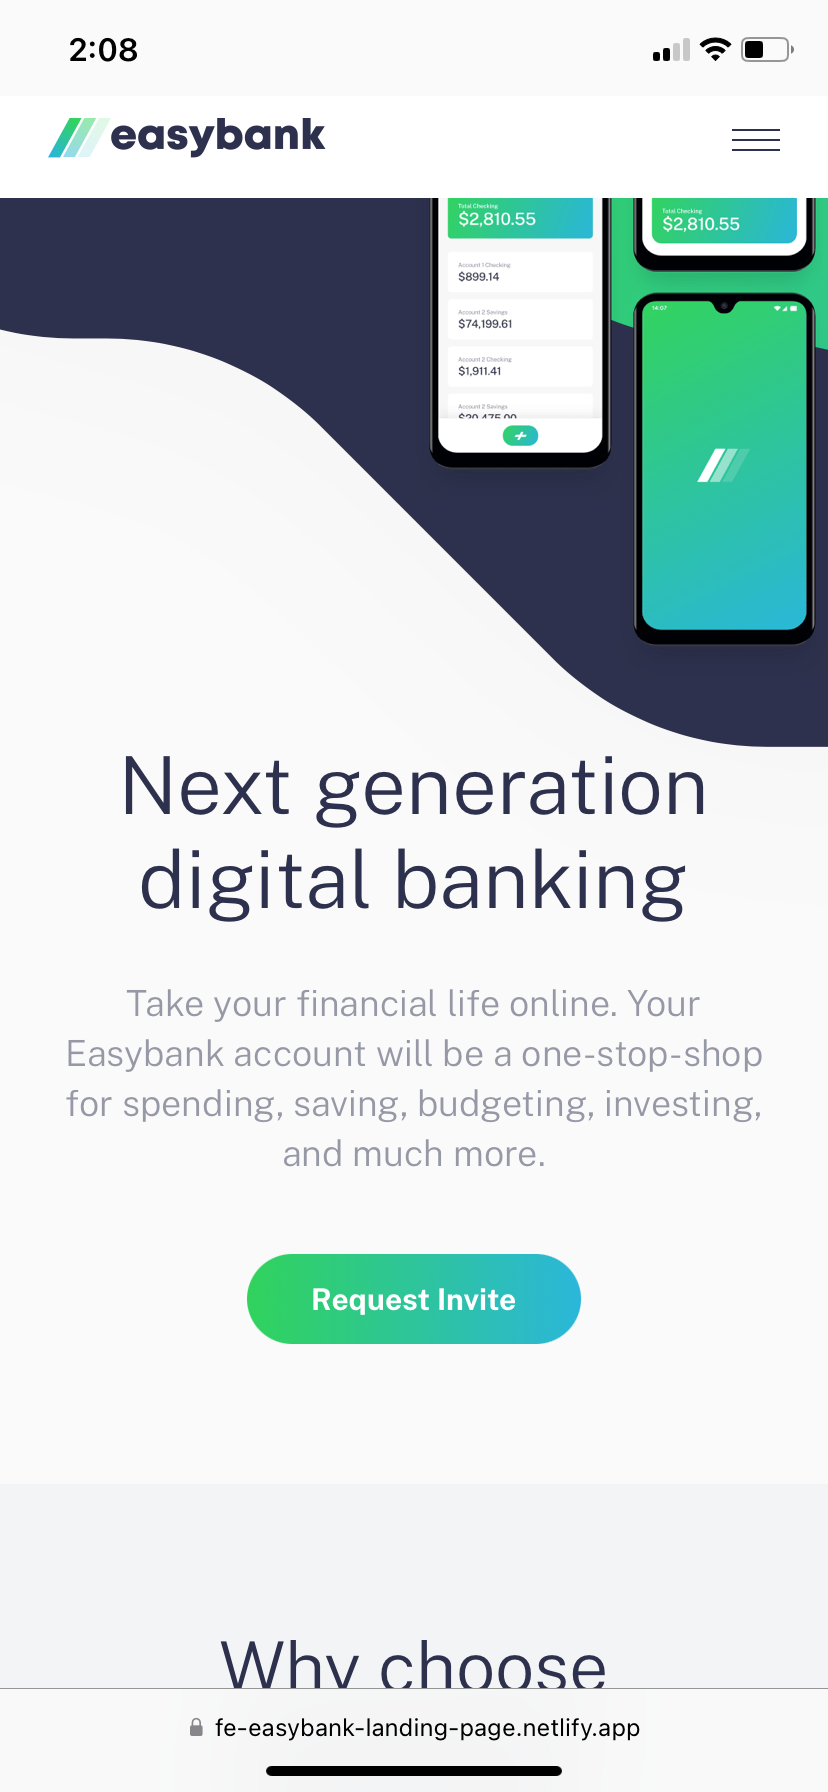 2:08
easybank
Total Checking
$2,810.55
Account 1 Checking
$899.14
Account 2 Savings
$74,199.61
Account 2 Checking
$1,911.41
Account 2 Savings
$20,475.00
Total Checking
$2,810.55
14:07
Next generation
digital banking
Take your financial life online. Your
Easybank account will be a one-stop-shop
for spending, saving, budgeting, investing,
and much more.
Request Invite
Why choose
fe-easybank-landing-page.netlify.app